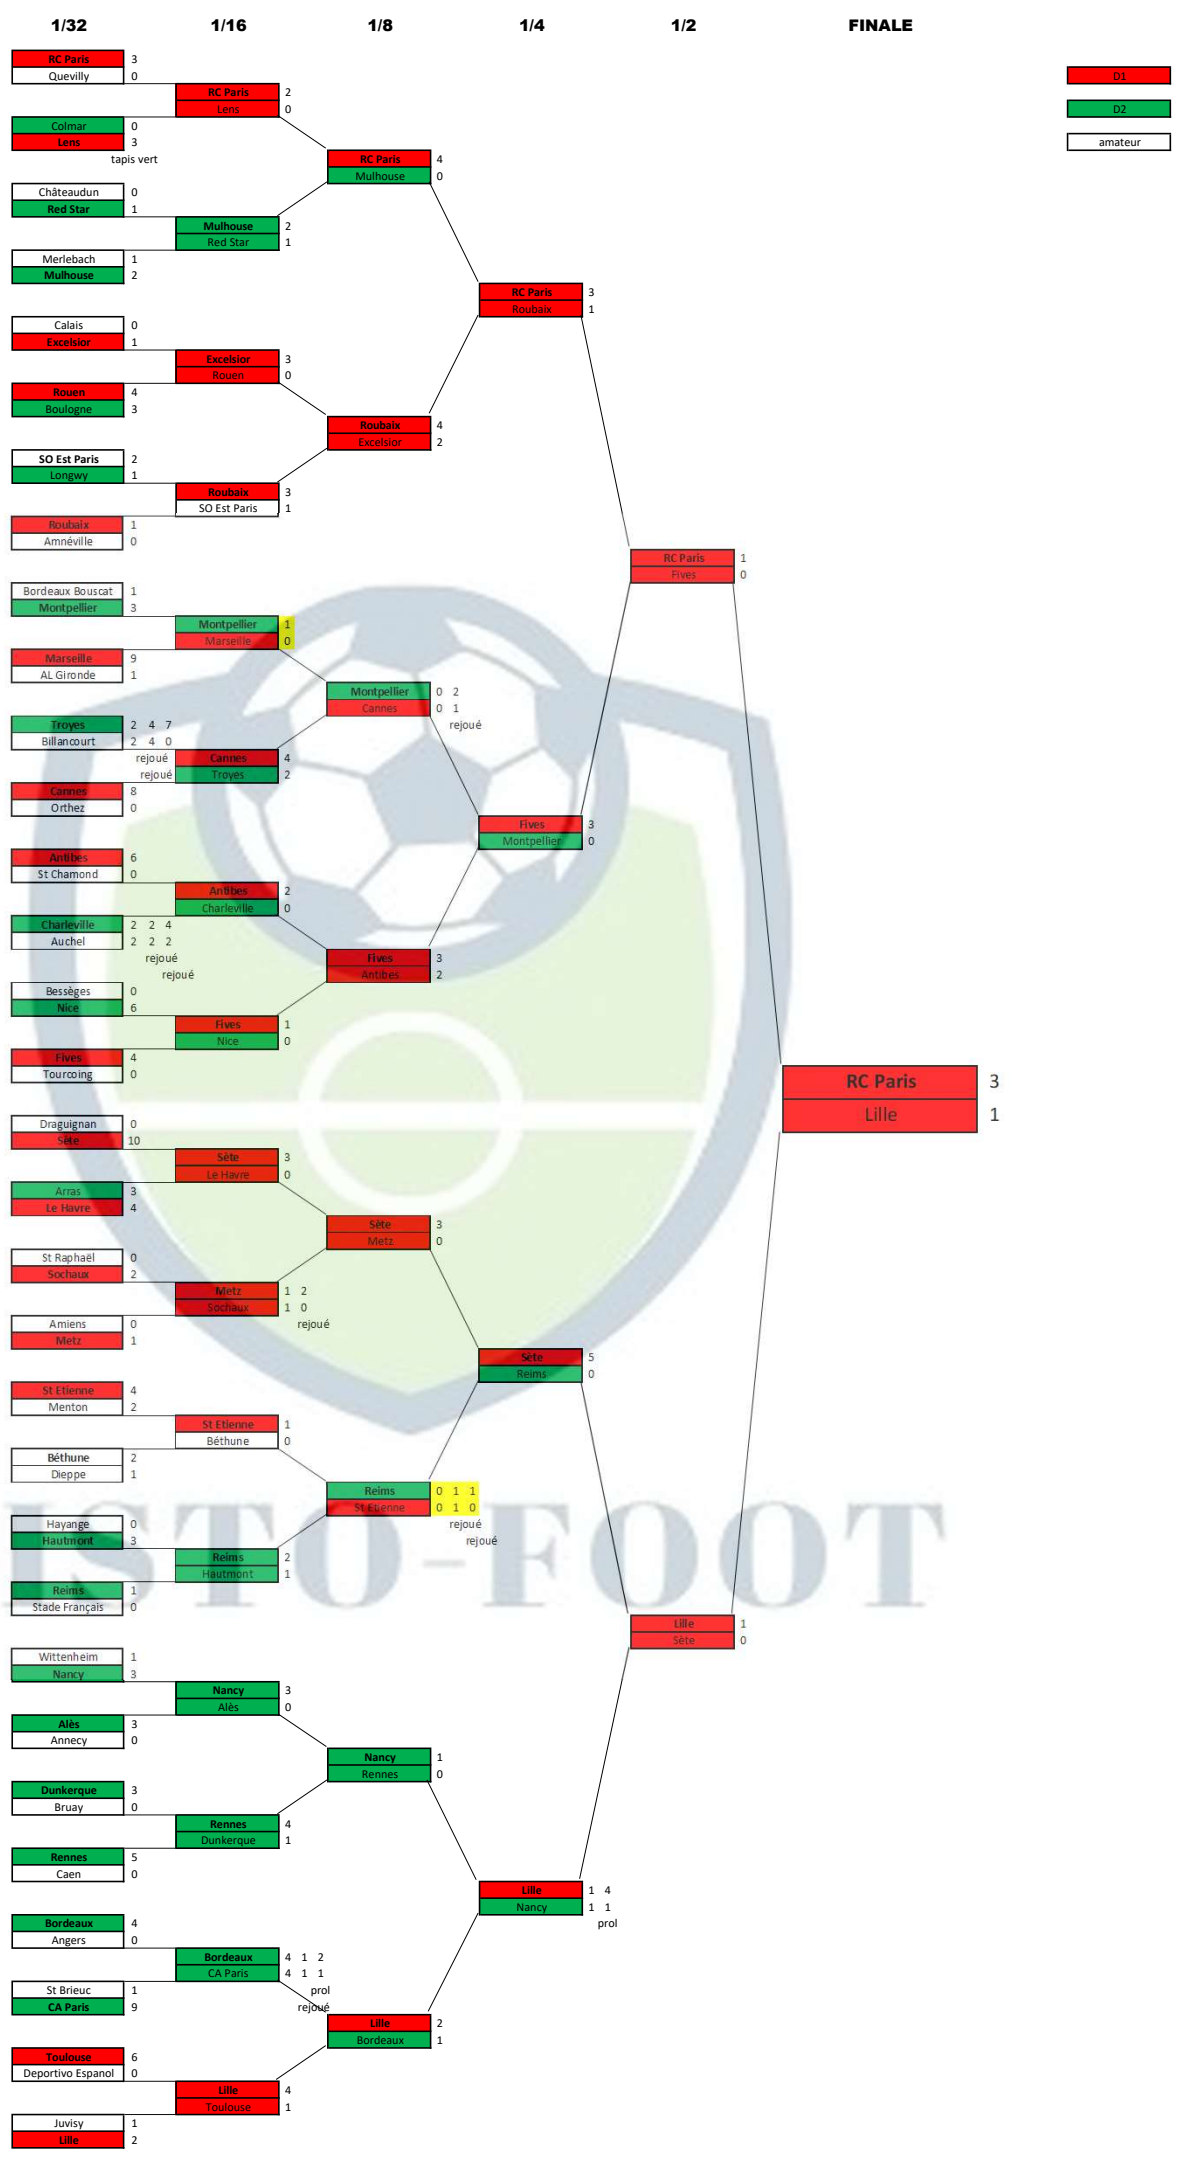 1/32 1/16 1/8 1/4 1/2 FINALE
RC Paris 3
Quevilly 0
D1
RC Paris 2
Lens 0
D2
Colmar 0
Lens 3
tapis vert
amateur
RC Paris 4
Mulhouse 0
Châteaudun 0
Red Star 1
Mulhouse 2
Red Star 1
Merlebach 1
Mulhouse 2
RC Paris 3
Roubaix 1
Calais 0
Excelsior 1
Excelsior 3
Rouen 0
Rouen 4
Boulogne 3
Roubaix 4
Excelsior 2
SO Est Paris 2
Longwy 1
Roubaix 3
SO Est Paris 1
Roubaix 1
Amnéville 0
RC Paris 1
Fives 0
Bordeaux Bouscat 1
Montpellier 3
Montpellier 1
Marseille 0
Marseille 9
AL Gironde 1
Montpellier 0 2
Cannes 0 1
rejoué
Troyes 2 4 7
Billancourt 2 4 0
rejoué
rejoué
Cannes 4
Troyes 2
Cannes 8
Orthez 0
Fives 3
Montpellier 0
Antibes 6
St Chamond 0
Antibes 2
Charleville 0
Charleville 2 2 4
Auchel 2 2 2
rejoué
rejoué
Fives 3
Antibes 2
Bessèges 0
Nice 6
Fives 1
Nice 0
Fives 4
Tourcoing 0
RC Paris 3
Lille 1
Draguignan 0
Sète 10
Sète 3
Le Havre 0
Arras 3
Le Havre 4
Sète 3
Metz 0
St Raphaël 0
Sochaux 2
Metz 1 2
Sochaux 1 0
rejoué
Amiens 0
Metz 1
Sète 5
Reims 0
St Etienne 4
Menton 2
St Etienne 1
Béthune 0
Béthune 2
Dieppe 1
Reims 0 1 1
St Etienne 0 1 0
rejoué
rejoué
ISTO-FOOT
Hayange 0
Hautmont 3
Reims 2
Hautmont 1
Reims 1
Stade Français 0
Lille 1
Sète 0
Wittenheim 1
Nancy 3
Nancy 3
Alès 0
Alès 3
Annecy 0
Nancy 1
Rennes 0
Dunkerque 3
Bruay 0
Rennes 4
Dunkerque 1
Rennes 5
Caen 0
Lille 1 4
Nancy 1 1
prol
Bordeaux 4
Angers 0
Bordeaux 4 1 2
CA Paris 4 1 1
prol
rejoué
St Brieuc 1
CA Paris 9
Lille 2
Bordeaux 1
Toulouse 6
Deportivo Espanol 0
Lille 4
Toulouse 1
Juvisy 1
Lille 2